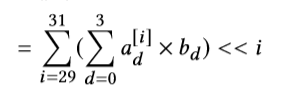 $= \sum_{i=29}^{31} (\sum_{d=0}^{3} a_d^{[i]} \times b_d) << i$